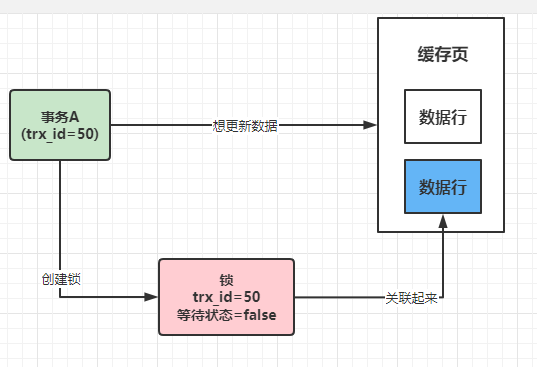 缓存页
事务A
(trx_id=50)
数据行
想更新数据
数据行
创建锁
锁
trx_id=50
等待状态=false
关联起来